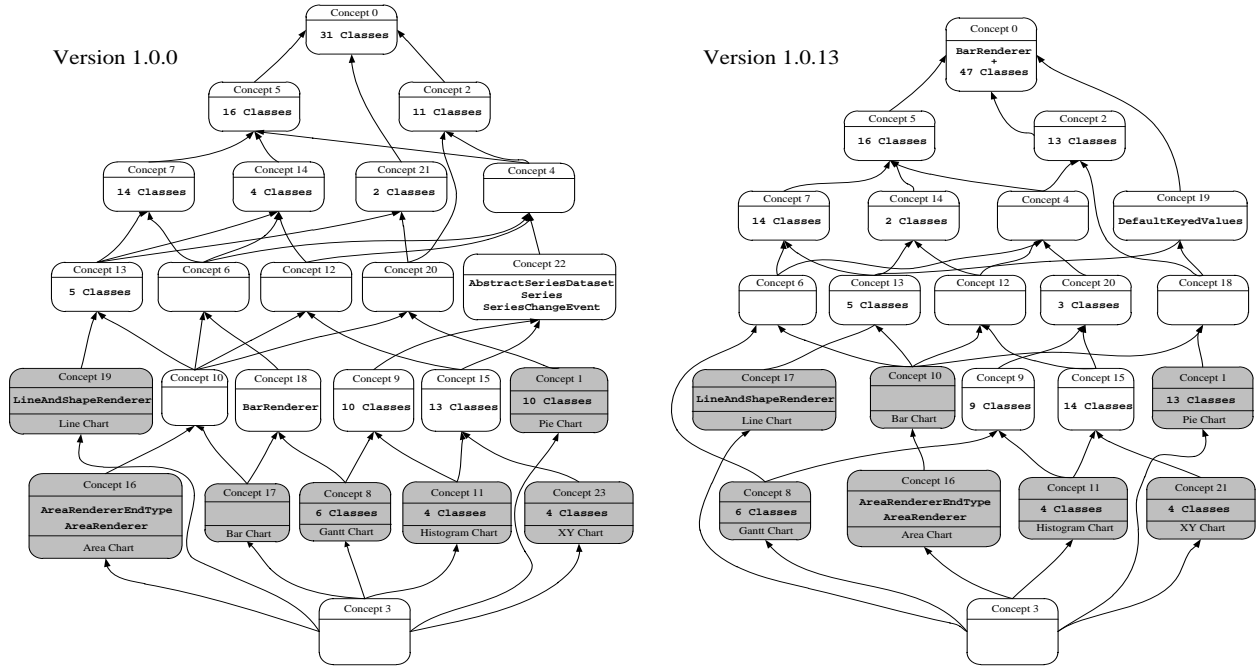 Version 1.0.0
Concept 0
31 Classes
Concept 5
16 Classes
Concept 2
11 Classes
Concept 7
14 Classes
Concept 14
4 Classes
Concept 21
2 Classes
Concept 4
Concept 13
5 Classes
Concept 6
Concept 12
Concept 20
Concept 22
AbstractSeriesDataset
Series
SeriesChangeEvent
Concept 19
LineAndShapeRenderer
Line Chart
Concept 10
Concept 18
BarRenderer
Concept 9
10 Classes
Concept 15
13 Classes
Concept 1
10 Classes
Pie Chart
Concept 16
AreaRendererEndType
AreaRenderer
Area Chart
Concept 17
Bar Chart
Concept 8
6 Classes
Gantt Chart
Concept 11
4 Classes
Histogram Chart
Concept 23
4 Classes
XY Chart
Concept 3
Version 1.0.13
Concept 0
BarRenderer
+
47 Classes
Concept 5
16 Classes
Concept 2
13 Classes
Concept 7
14 Classes
Concept 14
2 Classes
Concept 4
Concept 19
DefaultKeyedValues
Concept 6
Concept 13
5 Classes
Concept 12
Concept 20
3 Classes
Concept 18
Concept 17
LineAndShapeRenderer
Line Chart
Concept 10
Bar Chart
Concept 9
9 Classes
Concept 15
14 Classes
Concept 1
13 Classes
Pie Chart
Concept 8
6 Classes
Gantt Chart
Concept 16
AreaRendererEndType
AreaRenderer
Area Chart
Concept 11
4 Classes
Histogram Chart
Concept 21
4 Classes
XY Chart
Concept 3